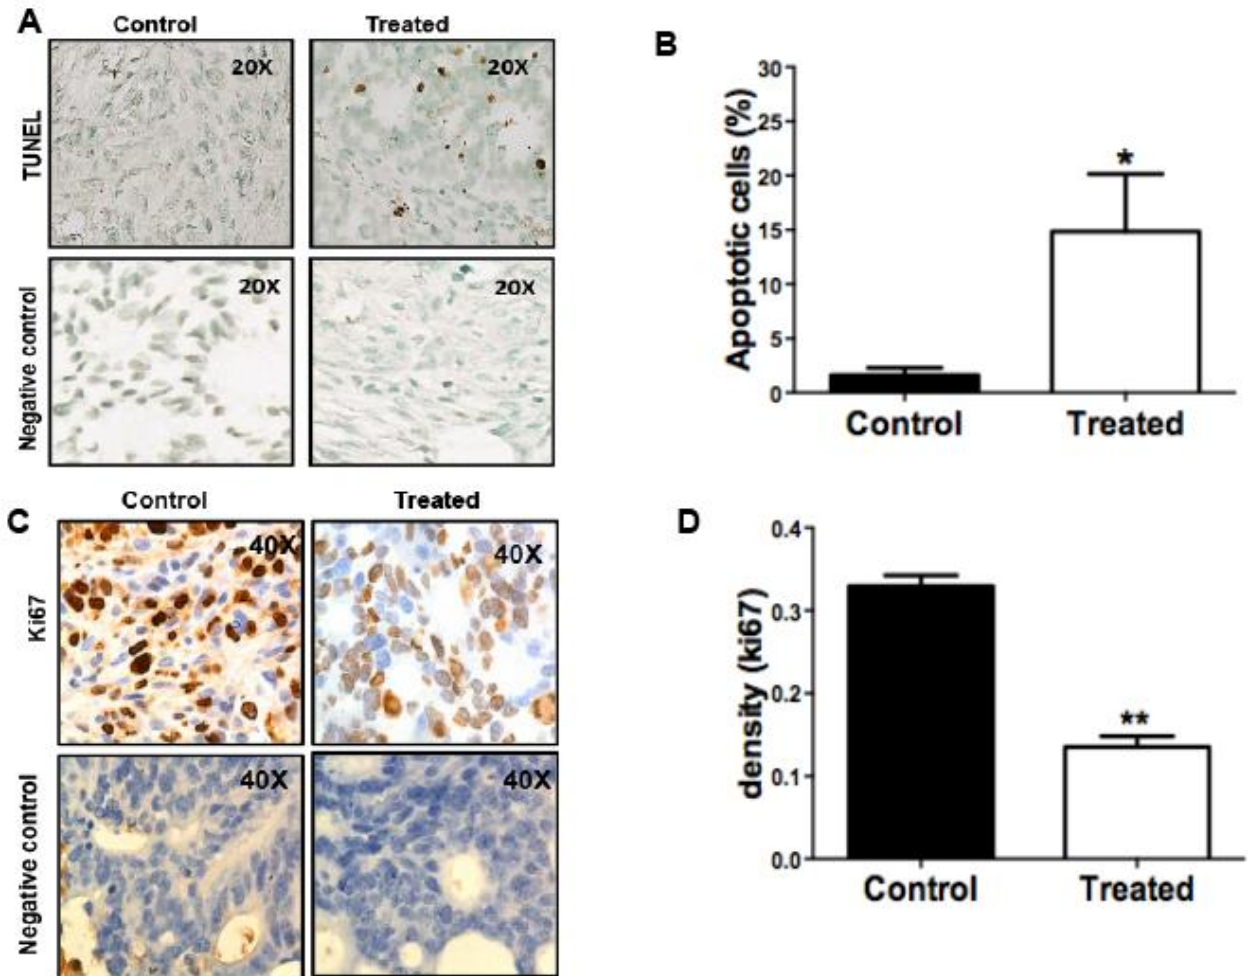 A
Control
Treated
TUNEL
20X
20X
Negative control
20X
20X
B
Apoptotic cells (%)
30
25
20
15
10
5
0
*
Control
Treated
C
Control
Treated
Ki67
40X
40X
Negative control
40X
40X
D
density (ki67)
0.4
0.3
0.2
0.1
0.0
**
Control
Treated